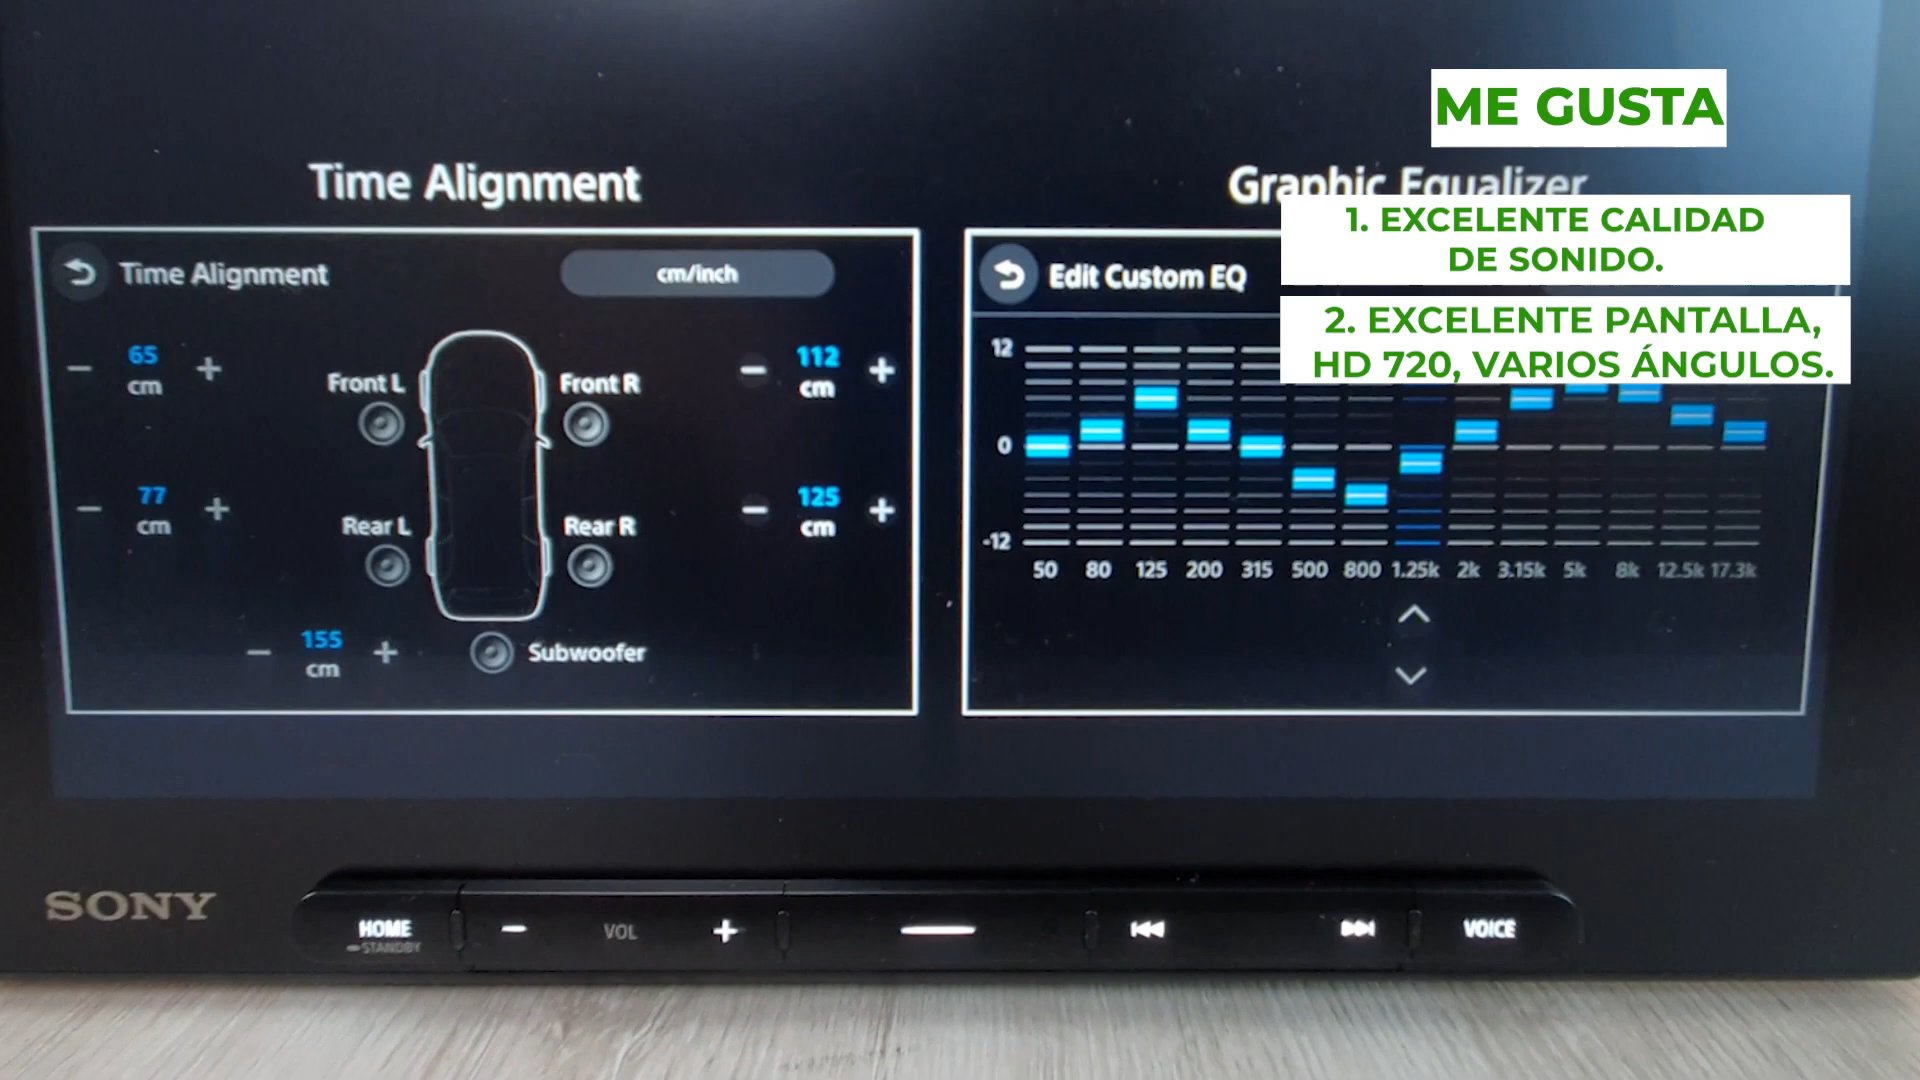 ME GUSTA
Time Alignment
Graphic Equalizer
1. EXCELENTE CALIDAD
DE SONIDO.
2. EXCELENTE PANTALLA,
HD 720, VARIOS ÁNGULOS.
Time Alignment
cm/inch
65
cm
Front L
Front R
112
cm
77
cm
Rear L
Rear R
125
cm
155
cm
Subwoofer
Edit Custom EQ
12
0
-12
50 80 125 200 315 500 800 1.25k 2k 3.15k 5k 8k 12.5k 17.3k
SONY
HOME
STANDBY
VOL
VOICE